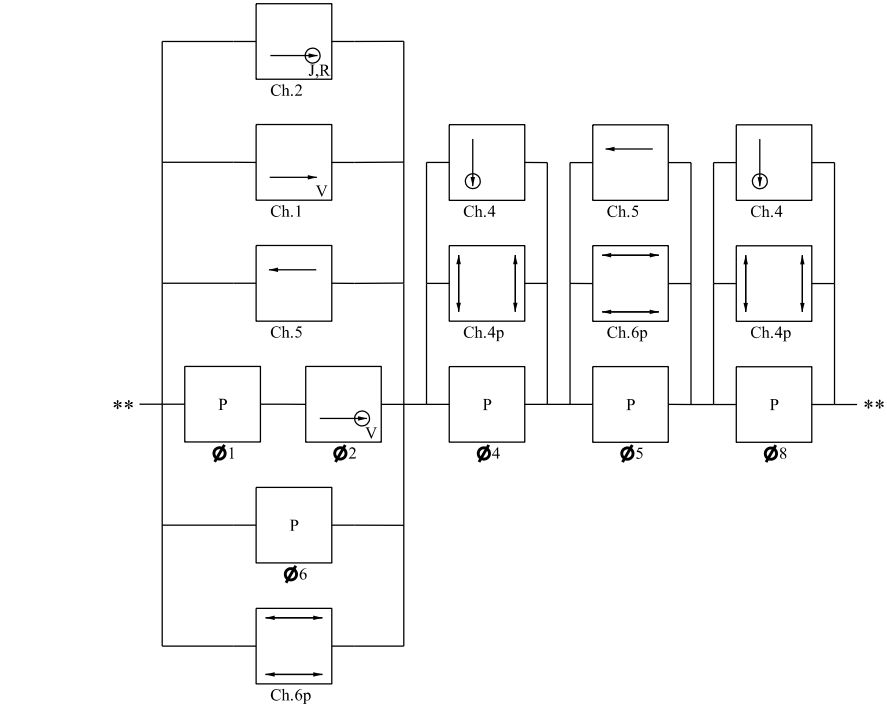 J,R
Ch.2
V
Ch.1
Ch.4
Ch.5
Ch.4
Ch.5
Ch.4p
Ch.6p
Ch.4p
** P P P P **
V
Ø1 Ø2 Ø4 Ø5 Ø8
P
Ø6
Ch.6p